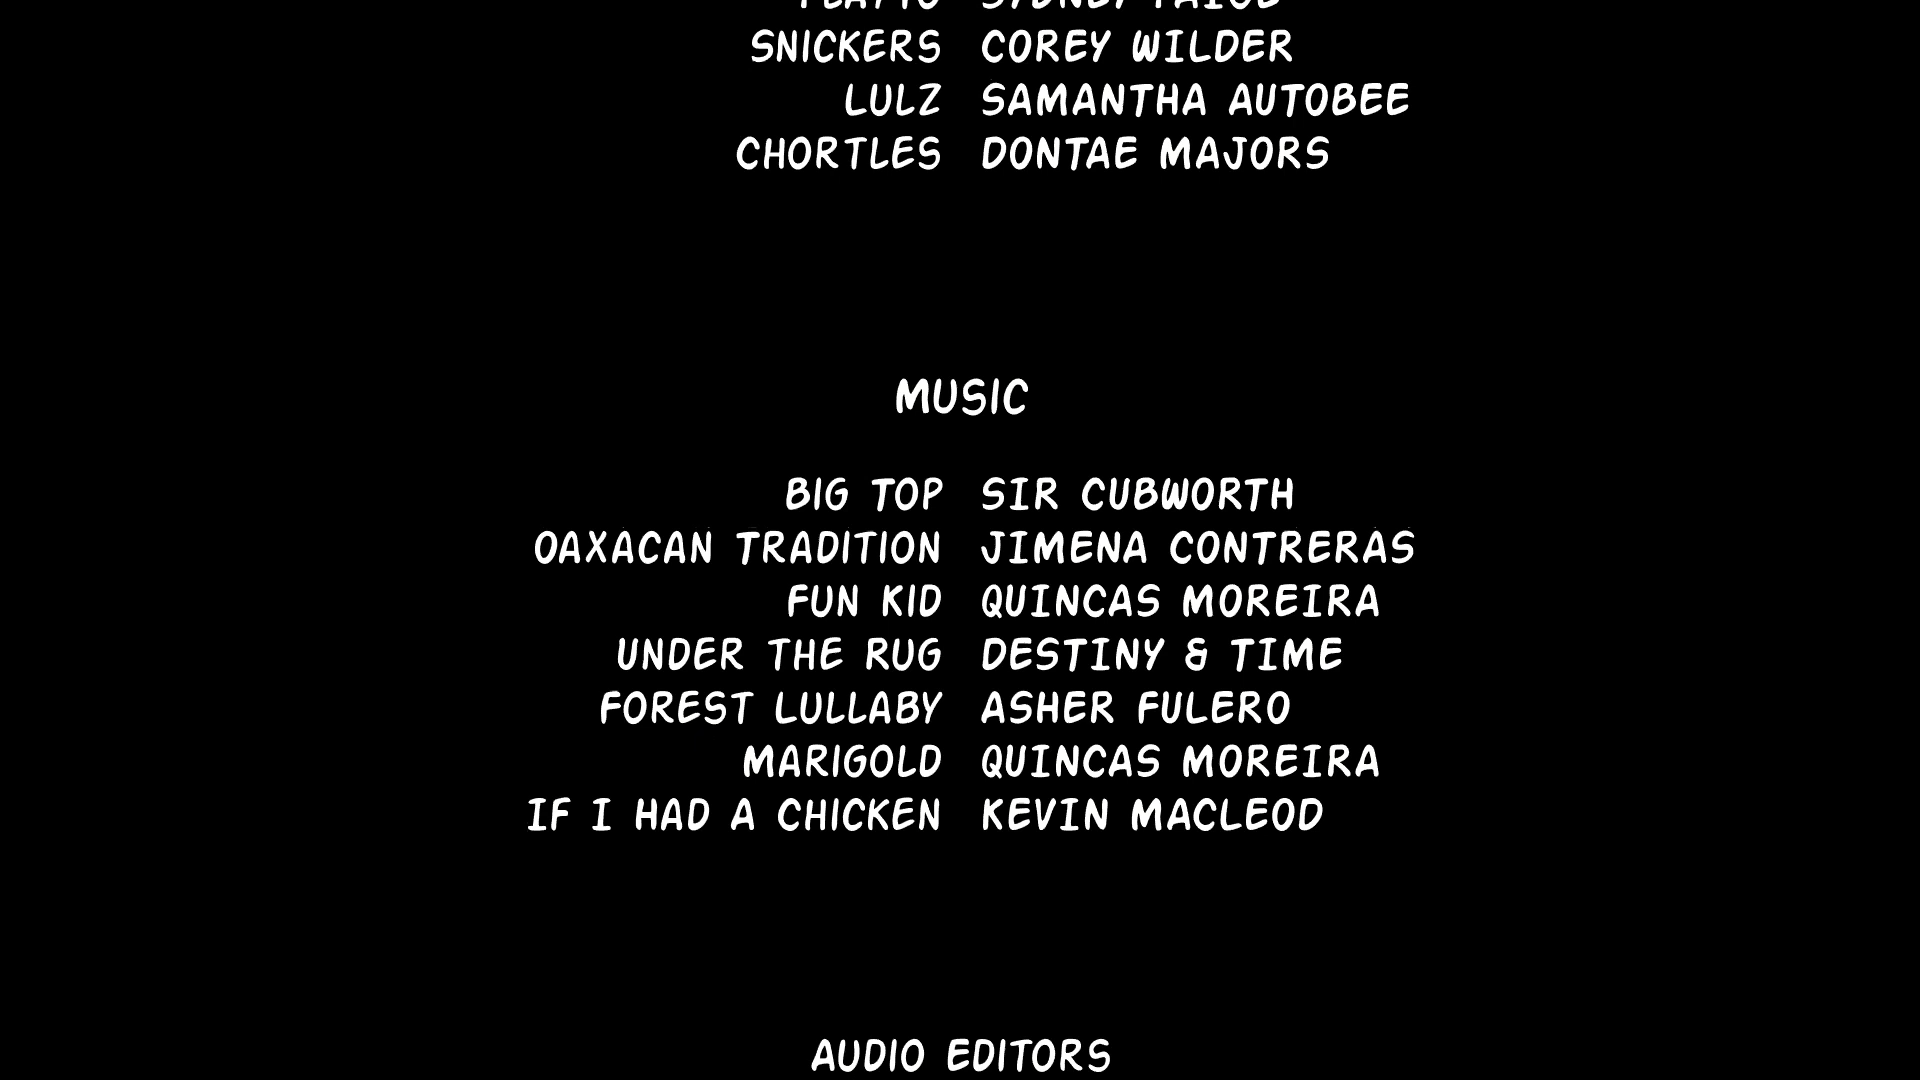 SNICKERS COREY WILDER
LULZ SAMANTHA AUTOBEE
CHORTLES DONTAE MAJORS
MUSIC
BIG TOP SIR CUBWORTH
OAXACAN TRADITION JIMENA CONTRERAS
FUN KID QUINCAS MOREIRA
UNDER THE RUG DESTINY & TIME
FOREST LULLABY ASHER FULERO
MARIGOLD QUINCAS MOREIRA
IF I HAD A CHICKEN KEVIN MACLEOD
AUDIO EDITORS